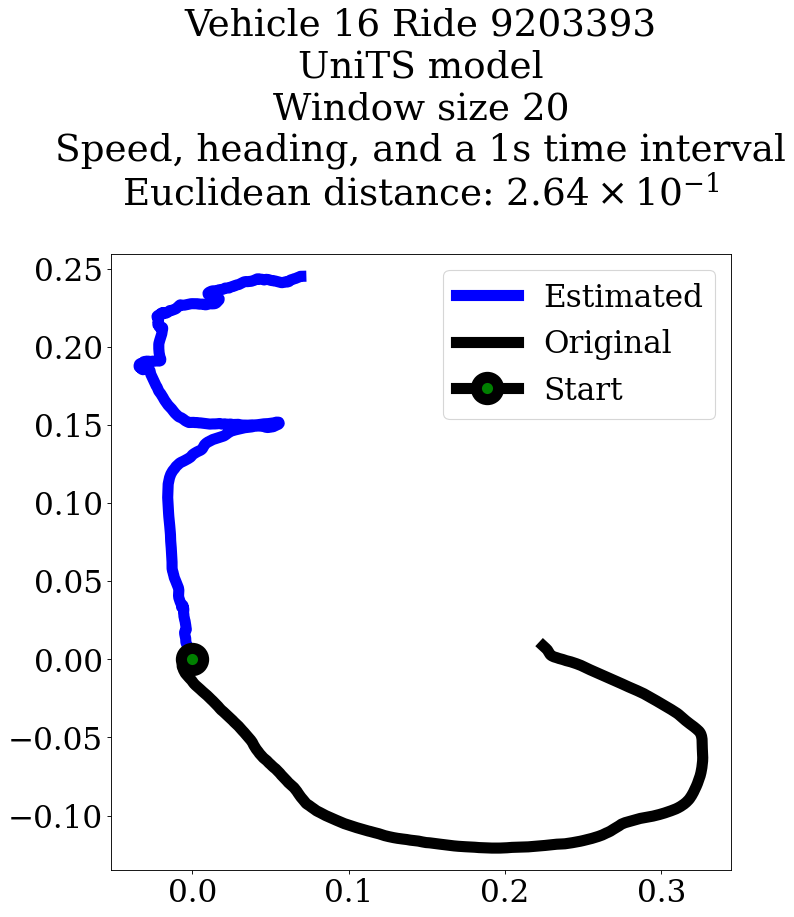 Vehicle 16 Ride 9203393
UniTS model
Window size 20
Speed, heading, and a 1s time interval
Euclidean distance: 2.64 × 10⁻¹
0.25
0.20
0.15
0.10
0.05
0.00
−0.05
−0.10
Estimated
Original
Start
0.0 0.1 0.2 0.3